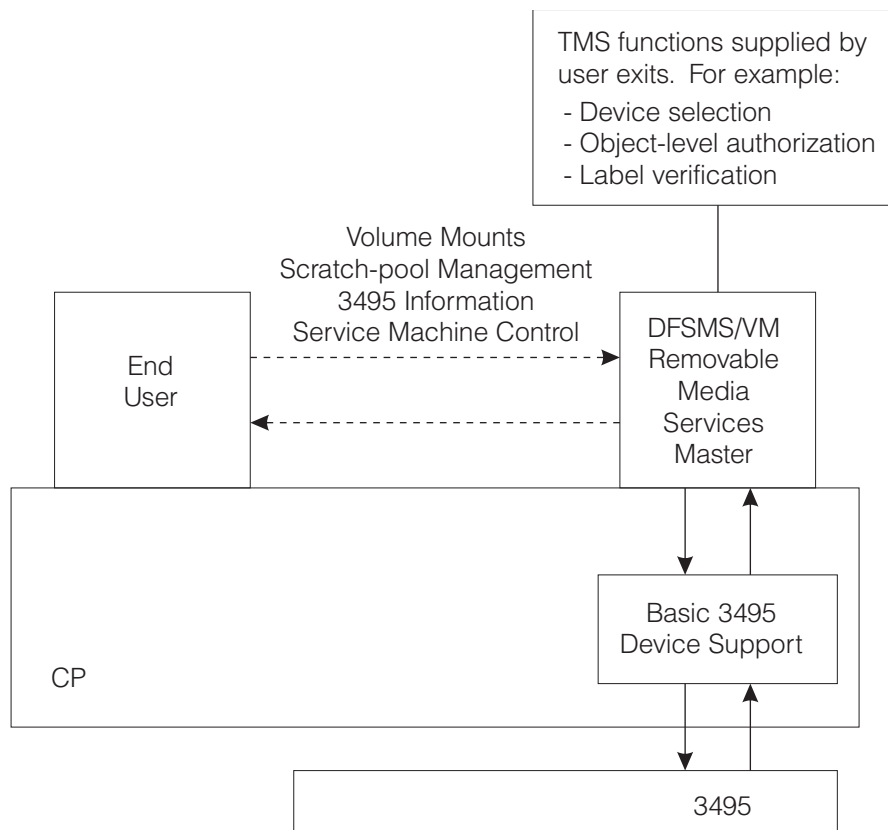 TMS functions supplied by
user exits. For example:
- Device selection
- Object-level authorization
- Label verification
Volume Mounts
Scratch-pool Management
3495 Information
Service Machine Control
End
User
DFSMS/VM
Removable
Media
Services
Master
Basic 3495
Device Support
CP
3495